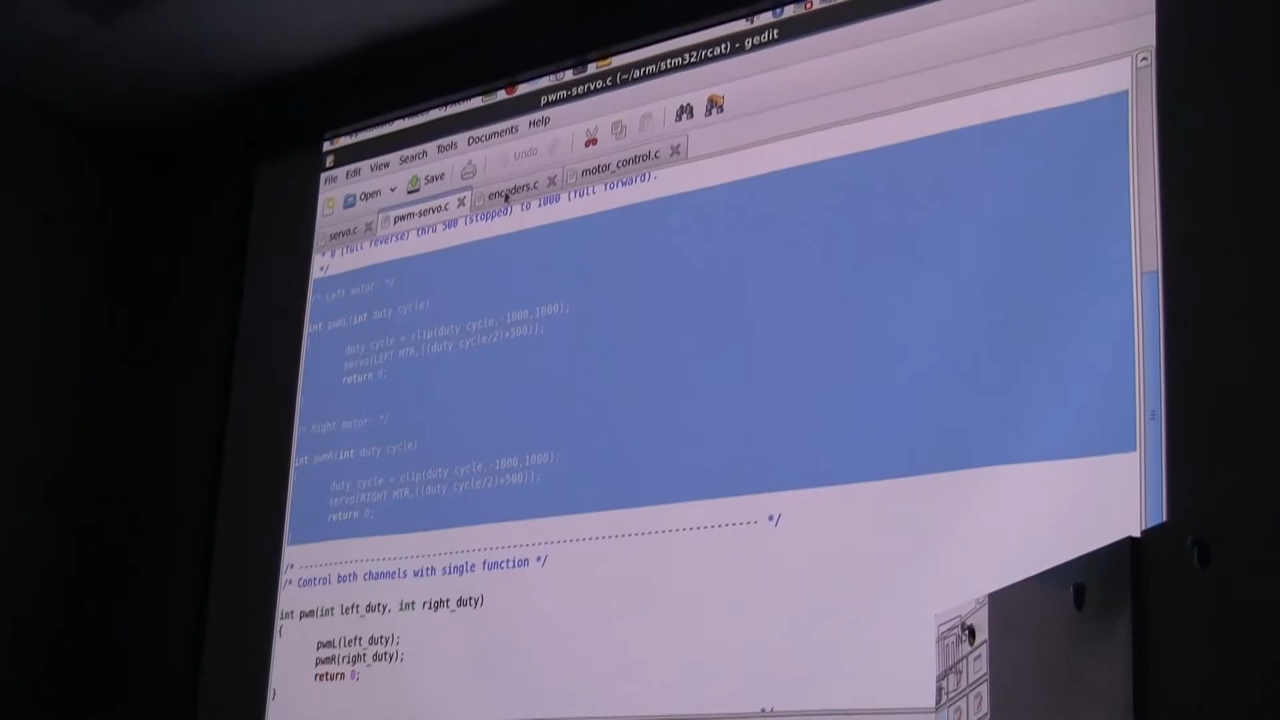 pwm-servo.c (~/arm/stm32/rcat) - gedit
File Edit View Search Tools Documents Help
Open Save Undo
servo.c pwm-servo.c encoders.c motor_control.c
* 0 (full reverse) thru 500 (stopped) to 1000 (full forward).
*/
/* Left motor: */
int pwmL(int duty_cycle)
{
duty_cycle = clip(duty_cycle,-1000,1000);
servo(LEFT_MTR,((duty_cycle/2)+500));
return 0;
/* Right motor: */
int pwmR(int duty_cycle)
{
duty_cycle = clip(duty_cycle,-1000,1000);
servo(RIGHT_MTR,((duty_cycle/2)+500));
return 0;
/* ---------------------------------------------------------------- */
/* Control both channels with single function */
int pwm(int left_duty, int right_duty)
{
pwmL(left_duty);
pwmR(right_duty);
return 0;
}
*/